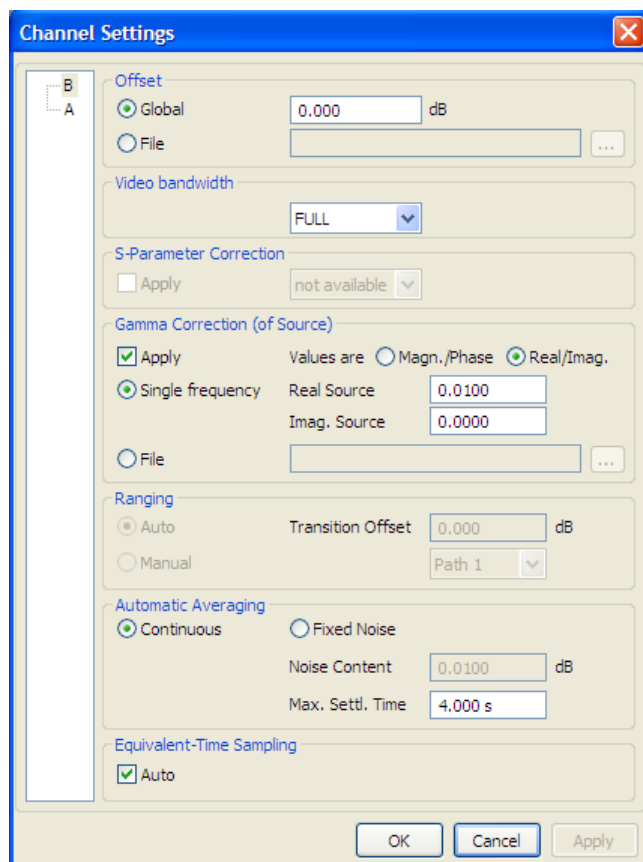 Channel Settings
B
A
Offset
Global 0.000 dB
File ...
Video bandwidth
FULL
S-Parameter Correction
Apply not available
Gamma Correction (of Source)
Apply Values are Magn./Phase Real/Imag.
Single frequency Real Source 0.0100
Imag. Source 0.0000
File ...
Ranging
Auto Transition Offset 0.000 dB
Manual Path 1
Automatic Averaging
Continuous Fixed Noise
Noise Content 0.0100 dB
Max. Settl. Time 4.000 s
Equivalent-Time Sampling
Auto
OK Cancel Apply